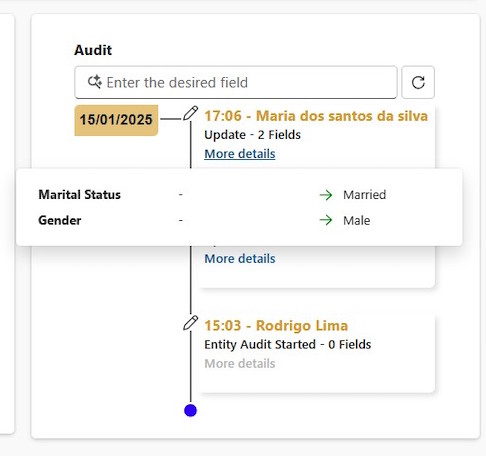 Audit
Enter the desired field
15/01/2025
17:06 - Maria dos santos da silva
Update - 2 Fields
More details
Marital Status - → Married
Gender - → Male
More details
15:03 - Rodrigo Lima
Entity Audit Started - 0 Fields
More details